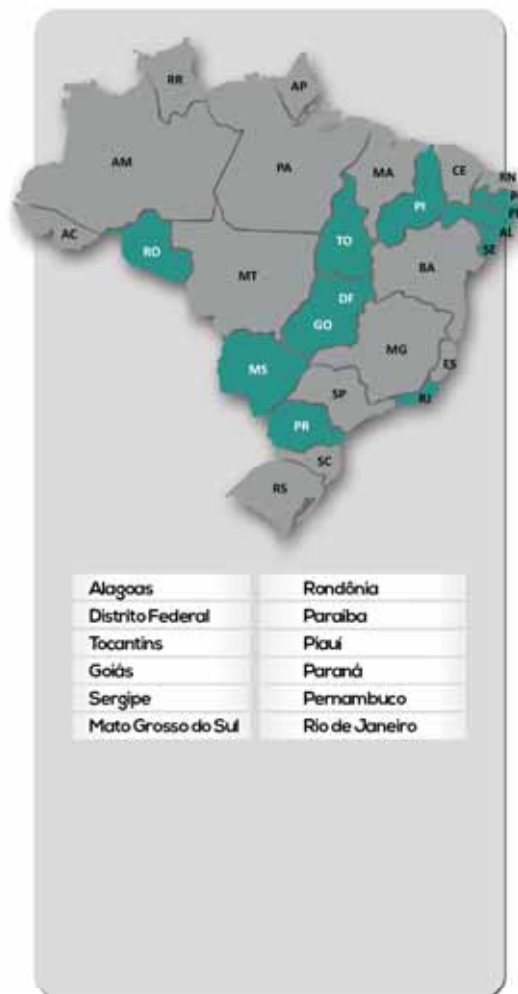 RR
AP
AM
PA
MA
CE
RN
PI
AL
AC
RO
TO
SE
MT
BA
DF
GO
MG
ES
MS
SP
RJ
PR
SC
RS
Alagoas Rondônia
Distrito Federal Paraíba
Tocantins Piauí
Goiás Paraná
Sergipe Pernambuco
Mato Grosso do Sul Rio de Janeiro